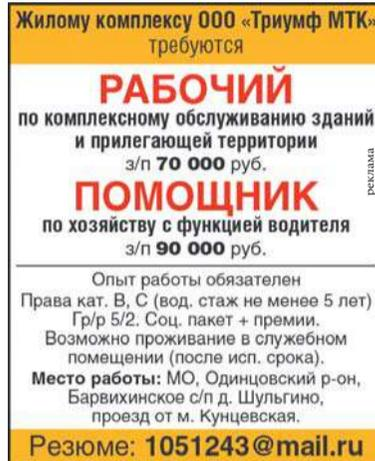 Жилому комплексу ООО «Триумф МТК»
требуются
РАБОЧИЙ
по комплексному обслуживанию зданий
и прилегающей территории
з/п 70 000 руб.
ПОМОЩНИК
по хозяйству с функцией водителя
з/п 90 000 руб.
реклама
Опыт работы обязателен
Права кат. В, С (вод. стаж не менее 5 лет)
Гр/р 5/2. Соц. пакет + премии.
Возможно проживание в служебном
помещении (после исп. срока).
Место работы: МО, Одинцовский р-он,
Барвихинское с/п д. Шульгино,
проезд от м. Кунцевская.
Резюме: 1051243@mail.ru